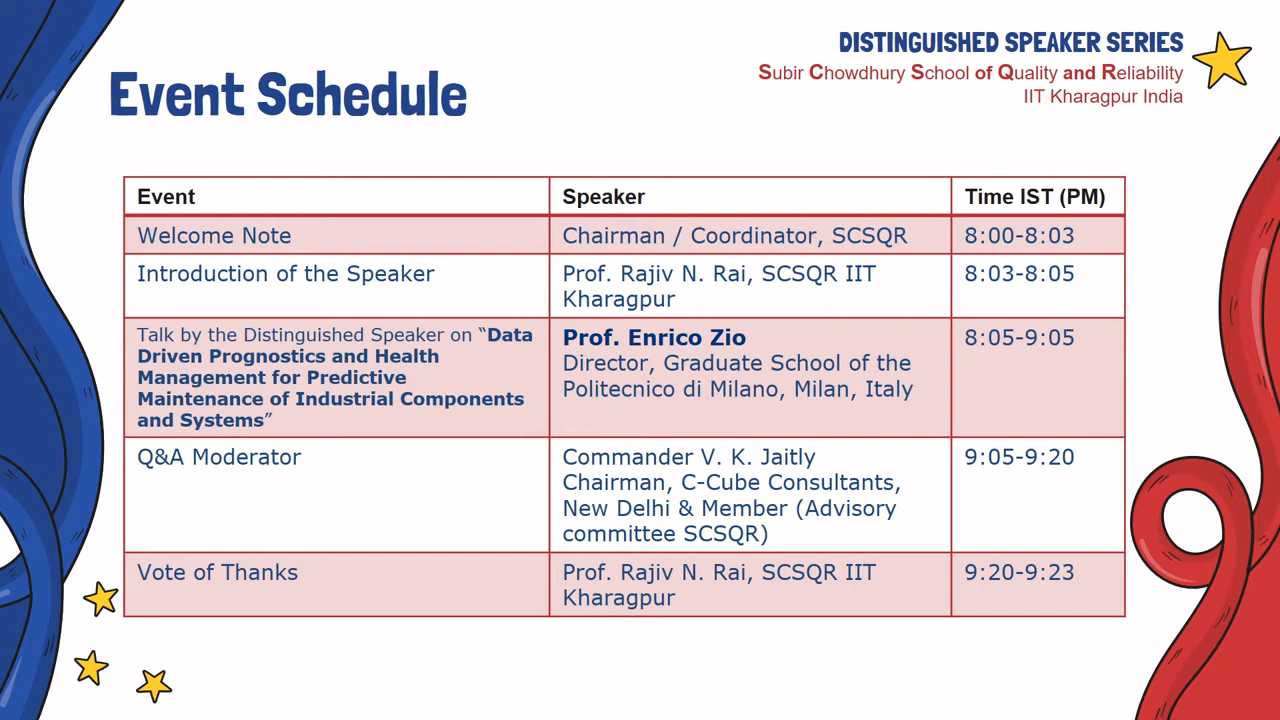 DISTINGUISHED SPEAKER SERIES
Subir Chowdhury School of Quality and Reliability
IIT Kharagpur India
Event Schedule
Event Speaker Time IST (PM)
Welcome Note Chairman / Coordinator, SCSQR 8:00-8:03
Introduction of the Speaker Prof. Rajiv N. Rai, SCSQR IIT 8:03-8:05
Kharagpur
Talk by the Distinguished Speaker on “Data
Driven Prognostics and Health
Management for Predictive
Maintenance of Industrial Components
and Systems”
Prof. Enrico Zio
Director, Graduate School of the
Politecnico di Milano, Milan, Italy
8:05-9:05
Q&A Moderator
Commander V. K. Jaitly
Chairman, C-Cube Consultants,
New Delhi & Member (Advisory
committee SCSQR)
9:05-9:20
Vote of Thanks
Prof. Rajiv N. Rai, SCSQR IIT
Kharagpur
9:20-9:23